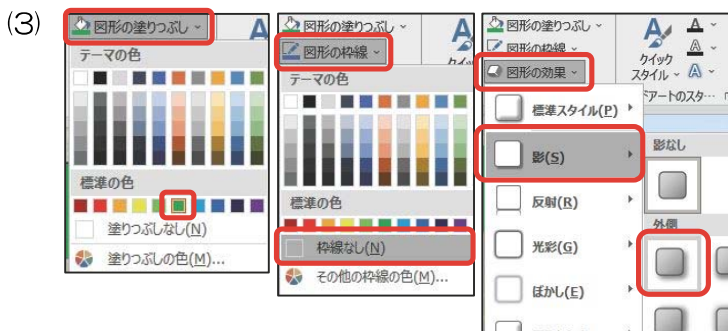 (3)
図形の塗りつぶし
テーマの色
標準の色
塗りつぶしなし(N)
塗りつぶしの色(M)...
図形の塗りつぶし
図形の枠線
テーマの色
標準の色
枠線なし(N)
その他の枠線の色(M)...
図形の塗りつぶし
図形の枠線
図形の効果
クイック
スタイル
標準スタイル(P)
影(S)
反射(R)
光彩(G)
ぼかし(E)
影なし
外側